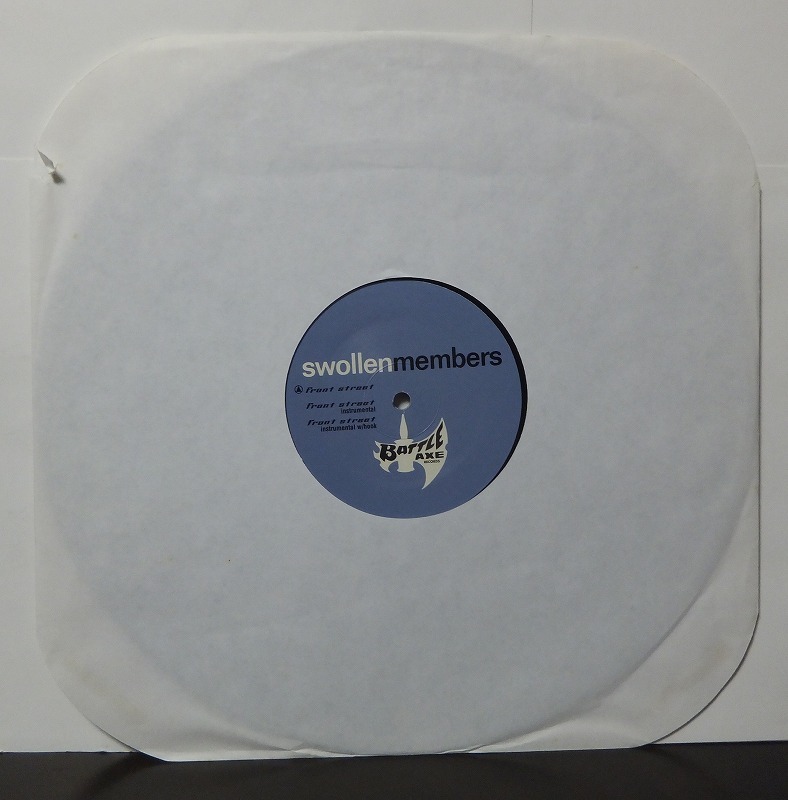 swollenmembers
A front street
front street
instrumental
front street
instrumental w/hook
BATTLE
AXE
RECORDS